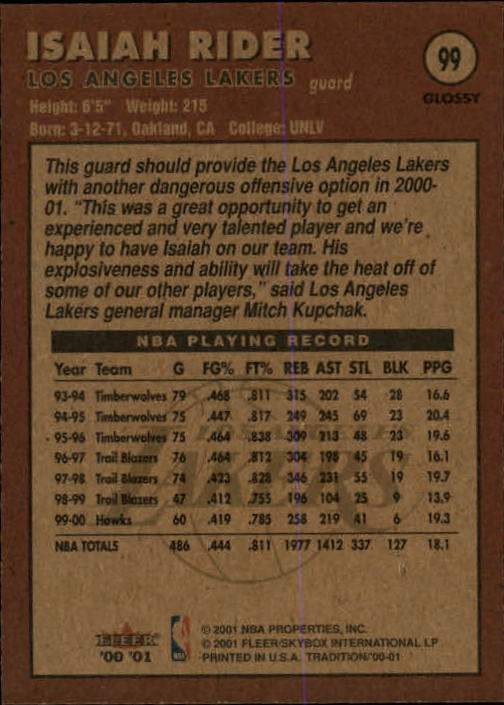 ISAIAH RIDER
99
LOS ANGELES LAKERS guard
GLOSSY
Height: 6'5" Weight: 215
Born: 3-12-71, Oakland, CA College: UNLV
This guard should provide the Los Angeles Lakers
with another dangerous offensive option in 2000-
01. "This was a great opportunity to get an
experienced and very talented player and we're
happy to have Isaiah on our team. His
explosiveness and ability will take the heat off of
some of our other players," said Los Angeles
Lakers general manager Mitch Kupchak.
NBA PLAYING RECORD
Year Team G FG% FT% REB AST STL BLK PPG
93-94 Timberwolves 79 .468 .811 315 202 54 28 16.6
94-95 Timberwolves 75 .447 .817 249 245 69 23 20.4
95-96 Timberwolves 75 .464 .838 309 213 48 23 19.6
96-97 Trail Blazers 76 .464 .812 304 198 45 19 16.1
97-98 Trail Blazers 74 .423 .828 346 231 55 19 19.7
98-99 Trail Blazers 47 .412 .755 196 104 25 9 13.9
99-00 Hawks 60 .419 .785 258 219 41 6 19.3
NBA TOTALS 486 .444 .811 1977 1412 337 127 18.1
FLEER
'00 '01
NBA
© 2001 NBA PROPERTIES, INC.
© 2001 FLEER/SKYBOX INTERNATIONAL LP
PRINTED IN U.S.A. TRADITION/'00-01